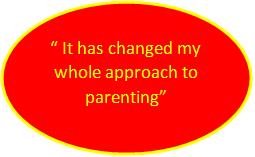 “ It has changed my
whole approach to
parenting”